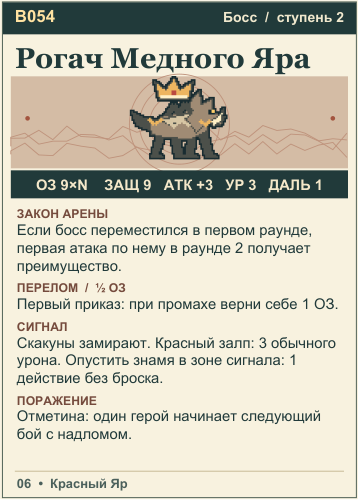 B054
Босс / ступень 2
Рогач Медного Яра
ОЗ 9×N ЗАЩ 9 АТК +3 УР 3 ДАЛЬ 1
ЗАКОН АРЕНЫ
Если босс переместился в первом раунде,
первая атака по нему в раунде 2 получает
преимущество.
ПЕРЕЛОМ / ½ ОЗ
Первый приказ: при промахе верни себе 1 ОЗ.
СИГНАЛ
Скакуны замирают. Красный залп: 3 обычного
урона. Опустить знамя в зоне сигнала: 1
действие без броска.
ПОРАЖЕНИЕ
Отметина: один герой начинает следующий
бой с надломом.
06 • Красный Яр